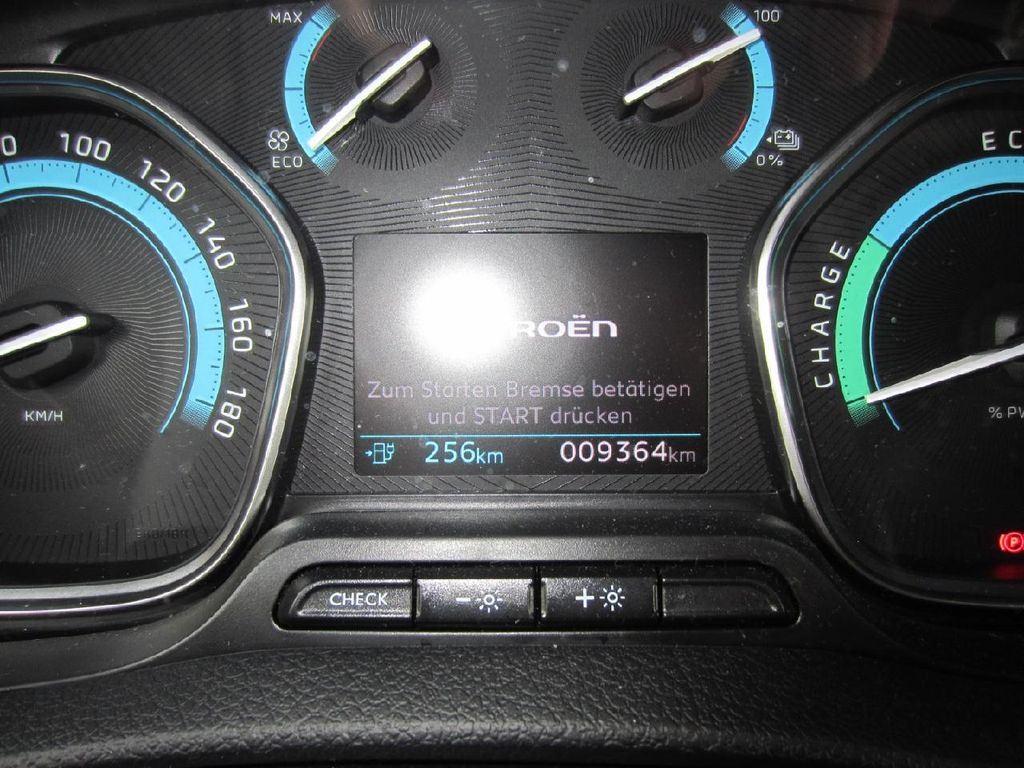 MAX
100
ECO
0%
100
120
140
160
180
KM/H
CHARGE
% PW
ROËN
Zum Starten Bremse betätigen
und START drücken
256km
009364km
P
CHECK
- +